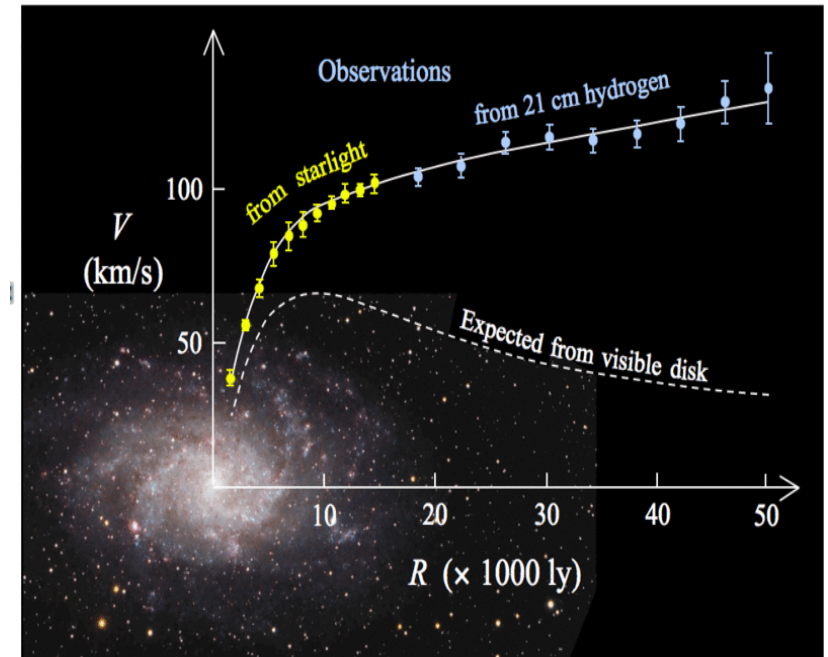 Observations
from 21 cm hydrogen
from starlight
100
V
(km/s)
50
Expected from visible disk
10 20 30 40 50
R (× 1000 ly)